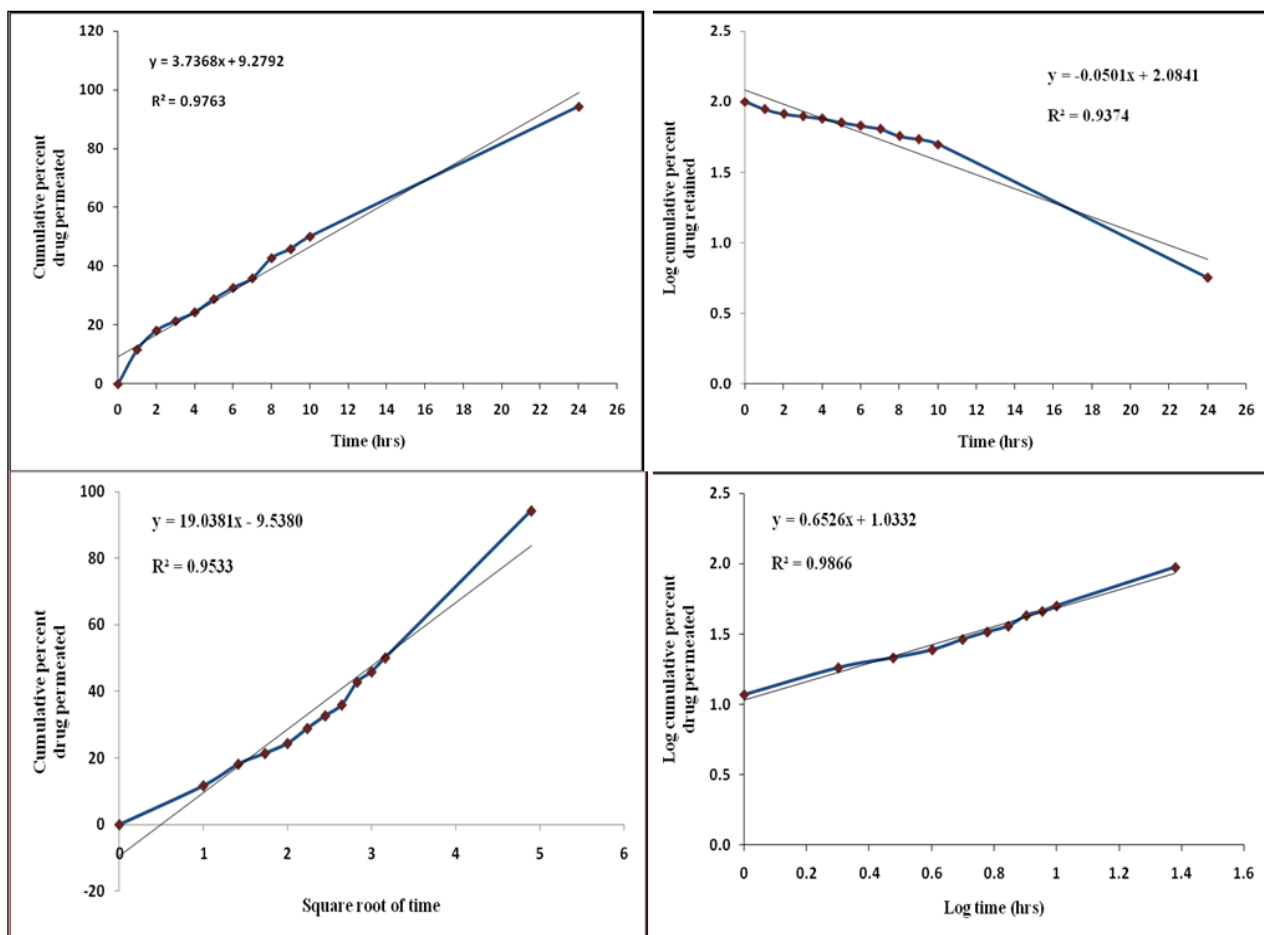 120
100
80
60
40
20
0
Cumulative percent
drug permeated
y = 3.7368x + 9.2792
R² = 0.9763
0 2 4 6 8 10 12 14 16 18 20 22 24 26
Time (hrs)
2.5
2.0
1.5
1.0
0.5
0.0
Log cumulative percent
drug retained
y = -0.0501x + 2.0841
R² = 0.9374
0 2 4 6 8 10 12 14 16 18 20 22 24 26
Time (hrs)
100
80
60
40
20
0
-20
Cumulative percent
drug permeated
y = 19.0381x - 9.5380
R² = 0.9533
0 1 2 3 4 5 6
Square root of time
2.5
2.0
1.5
1.0
0.5
0.0
Log cumulative percent
drug permeated
y = 0.6526x + 1.0332
R² = 0.9866
0 0.2 0.4 0.6 0.8 1 1.2 1.4 1.6
Log time (hrs)